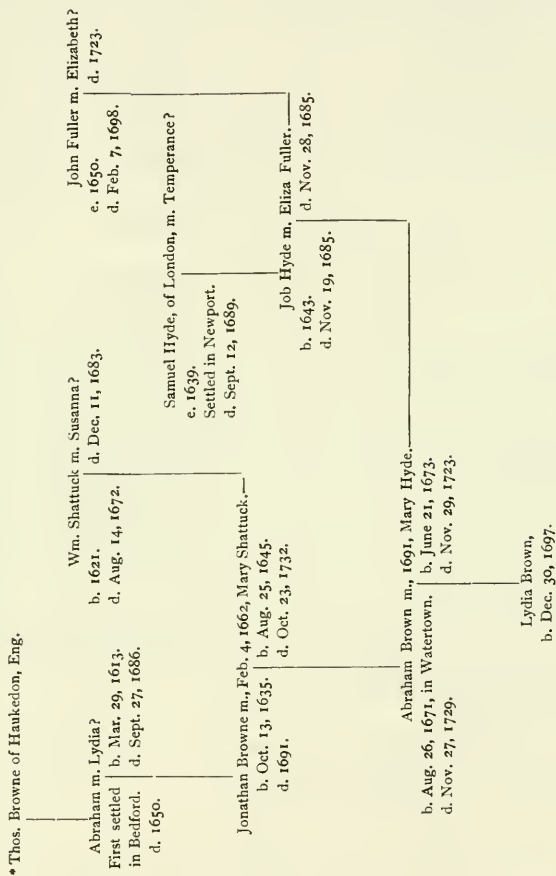 * Thos. Browne of Haukedon, Eng.
Abraham m. Lydia?
First settled b. Mar. 29, 1613.
in Bedford. d. Sept. 27, 1686.
d. 1650.
Wm. Shattuck m. Susanna?
b. 1621. d. Dec. 11, 1683.
d. Aug. 14, 1672.
John Fuller m. Elizabeth?
e. 1650. d. 1723.
d. Feb. 7, 1698.
Samuel Hyde, of London, m. Temperance?
e. 1639.
Settled in Newport.
d. Sept. 12, 1689.
Jonathan Browne m., Feb. 4, 1662, Mary Shattuck.
b. Oct. 13, 1635. b. Aug. 25, 1645.
d. 1691. d. Oct. 23, 1732.
Job Hyde m. Eliza Fuller.
b. 1643. d. Nov. 28, 1685.
d. Nov. 19, 1685.
Abraham Brown m., 1691, Mary Hyde.
b. Aug. 26, 1671, in Watertown. b. June 21, 1673.
d. Nov. 27, 1729. d. Nov. 29, 1723.
Lydia Brown,
b. Dec. 30, 1697.